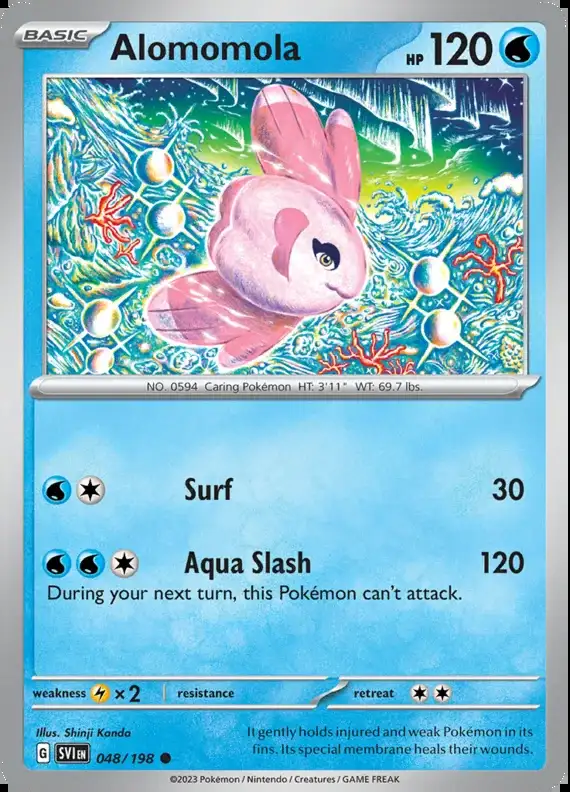 BASIC
Alomomola
HP 120
NO. 0594 Caring Pokémon HT: 3'11" WT: 69.7 lbs.
Surf 30
Aqua Slash 120
During your next turn, this Pokémon can't attack.
weakness ×2 resistance retreat
Illus. Shinji Kanda
It gently holds injured and weak Pokémon in its
fins. Its special membrane heals their wounds.
G SVI EN 048/198
©2023 Pokémon / Nintendo / Creatures / GAME FREAK